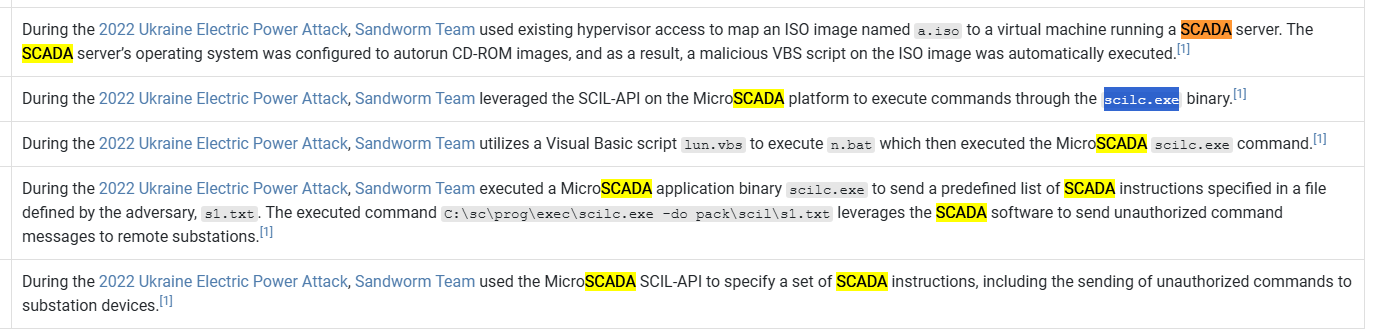 During the 2022 Ukraine Electric Power Attack, Sandworm Team used existing hypervisor access to map an ISO image named a.iso to a virtual machine running a SCADA server. The
SCADA server's operating system was configured to autorun CD-ROM images, and as a result, a malicious VBS script on the ISO image was automatically executed.[1]
During the 2022 Ukraine Electric Power Attack, Sandworm Team leveraged the SCIL-API on the MicroSCADA platform to execute commands through the scilc.exe binary.[1]
During the 2022 Ukraine Electric Power Attack, Sandworm Team utilizes a Visual Basic script lun.vbs to execute n.bat which then executed the MicroSCADA scilc.exe command.[1]
During the 2022 Ukraine Electric Power Attack, Sandworm Team executed a MicroSCADA application binary scilc.exe to send a predefined list of SCADA instructions specified in a file
defined by the adversary, s1.txt. The executed command C:\sc\prog\exec\scilc.exe -do pack\scil\s1.txt leverages the SCADA software to send unauthorized command
messages to remote substations.[1]
During the 2022 Ukraine Electric Power Attack, Sandworm Team used the MicroSCADA SCIL-API to specify a set of SCADA instructions, including the sending of unauthorized commands to
substation devices.[1]